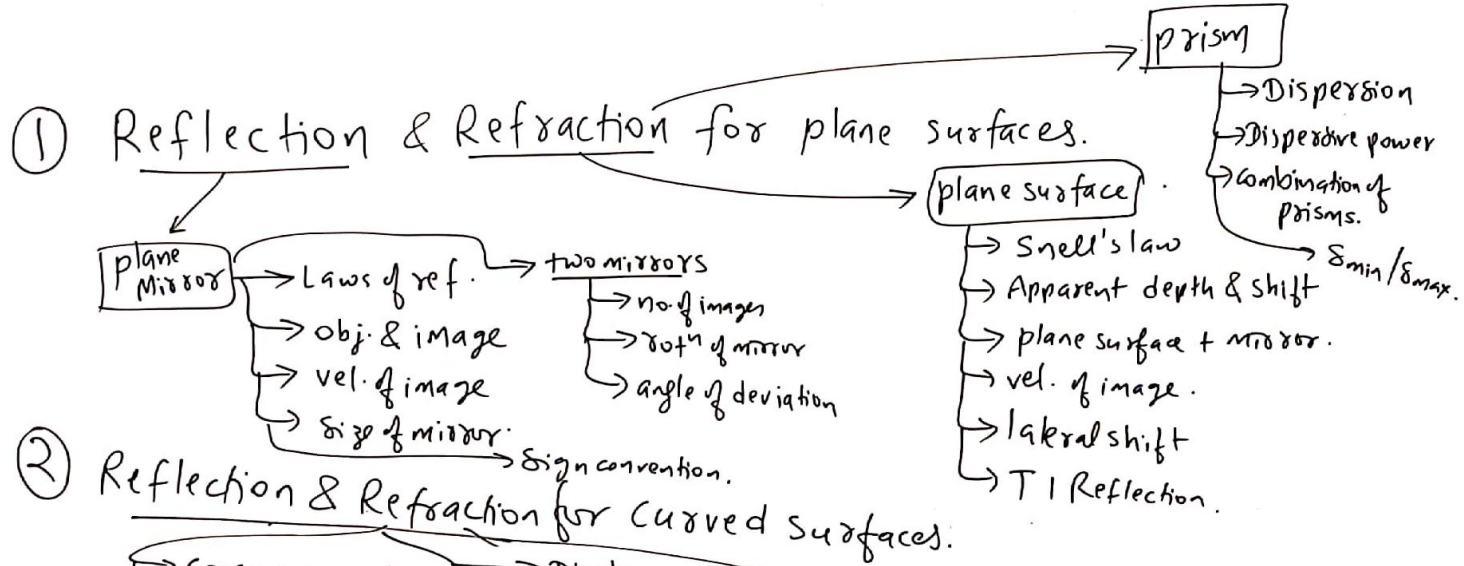 prism
→ Dispersion
→ Dispersive power
→ Combination of
prisms.
→ δmin/δmax.
① Reflection & Refraction for plane surfaces.
plane surface
→ Snell's law
→ Apparent depth & shift
→ plane surface + mirror.
→ vel. of image.
→ lateral shift
→ T I Reflection.
plane
Mirror
→ Laws of ref.
→ obj. & image
→ vel. of image
→ size of mirror.
→ sign convention.
→ two mirrors
→ no. of images
→ rotⁿ of mirror
→ angle of deviation
② Reflection & Refraction for curved surfaces.